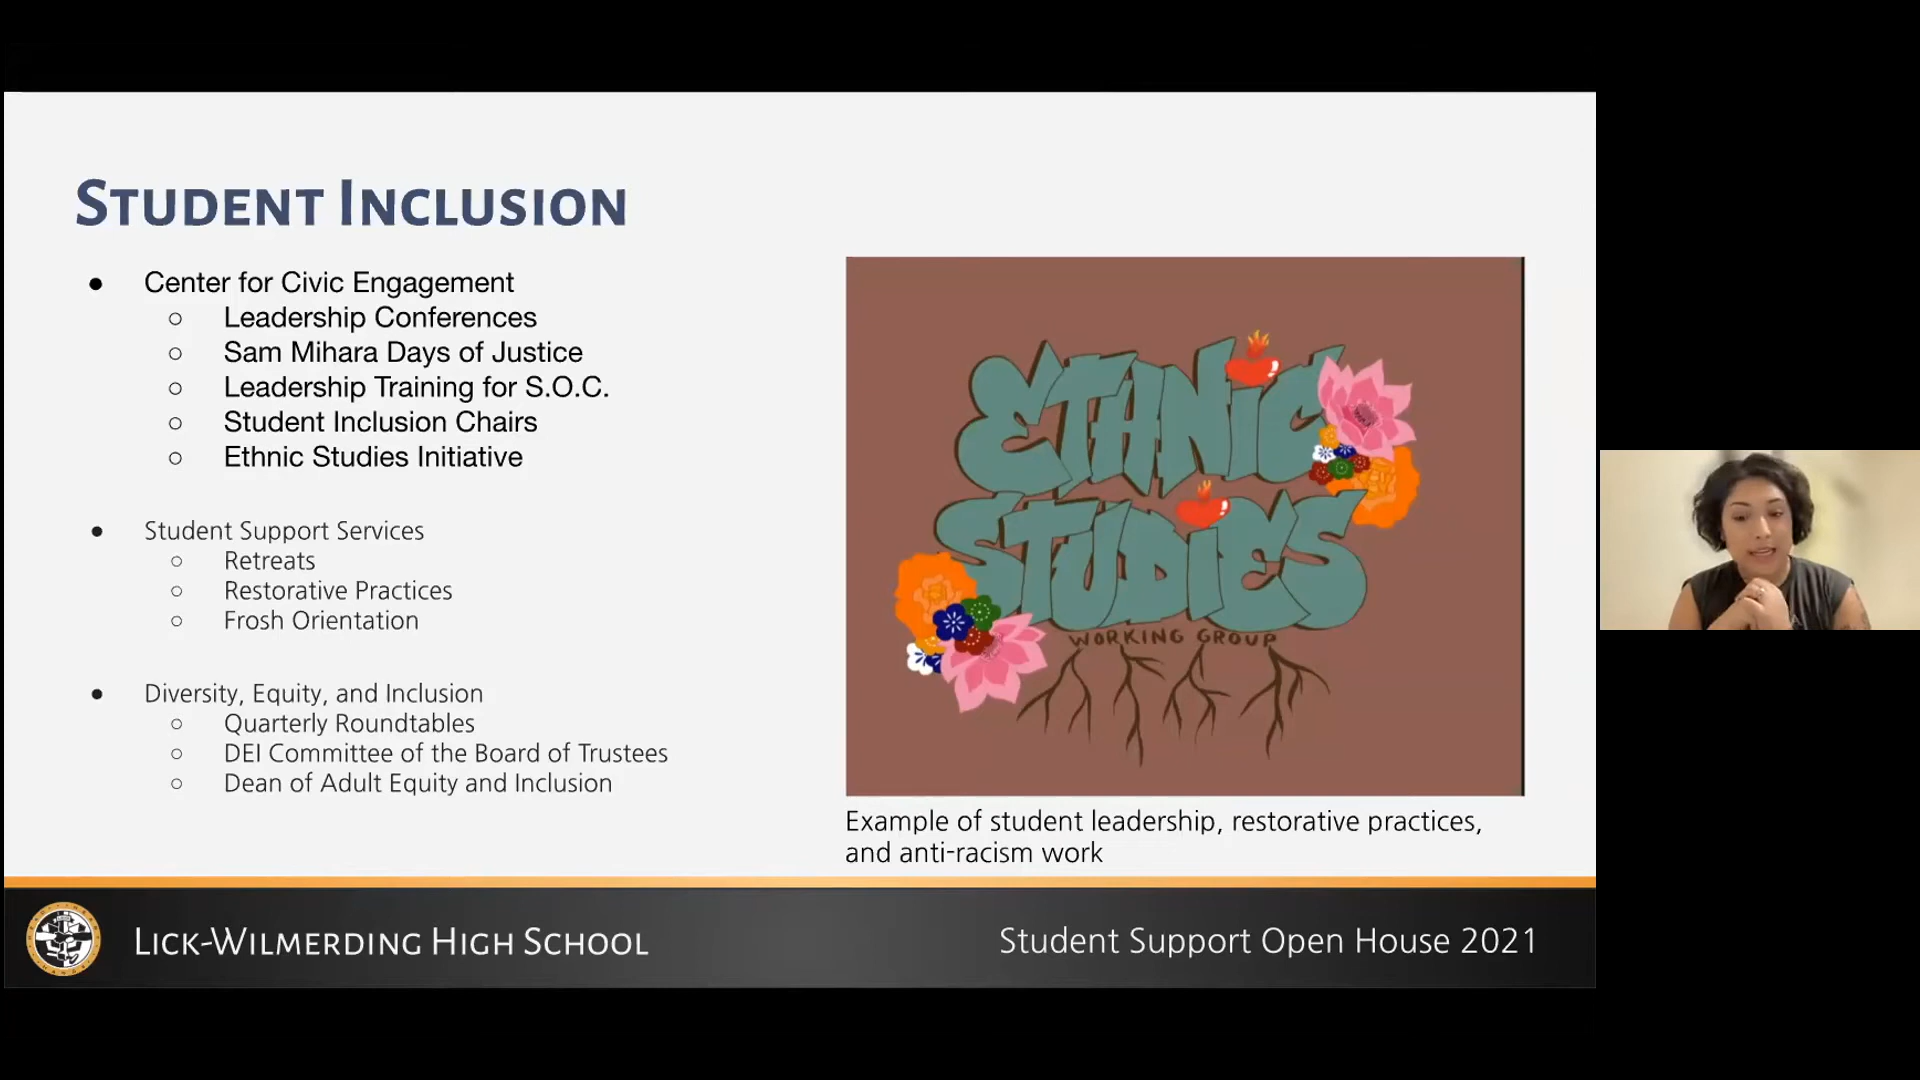 STUDENT INCLUSION
● Center for Civic Engagement
○ Leadership Conferences
○ Sam Mihara Days of Justice
○ Leadership Training for S.O.C.
○ Student Inclusion Chairs
○ Ethnic Studies Initiative
● Student Support Services
○ Retreats
○ Restorative Practices
○ Frosh Orientation
● Diversity, Equity, and Inclusion
○ Quarterly Roundtables
○ DEI Committee of the Board of Trustees
○ Dean of Adult Equity and Inclusion
ETHNiC
STUDiES
WORKING GROUP
Example of student leadership, restorative practices,
and anti-racism work
LICK-WILMERDING HIGH SCHOOL
Student Support Open House 2021